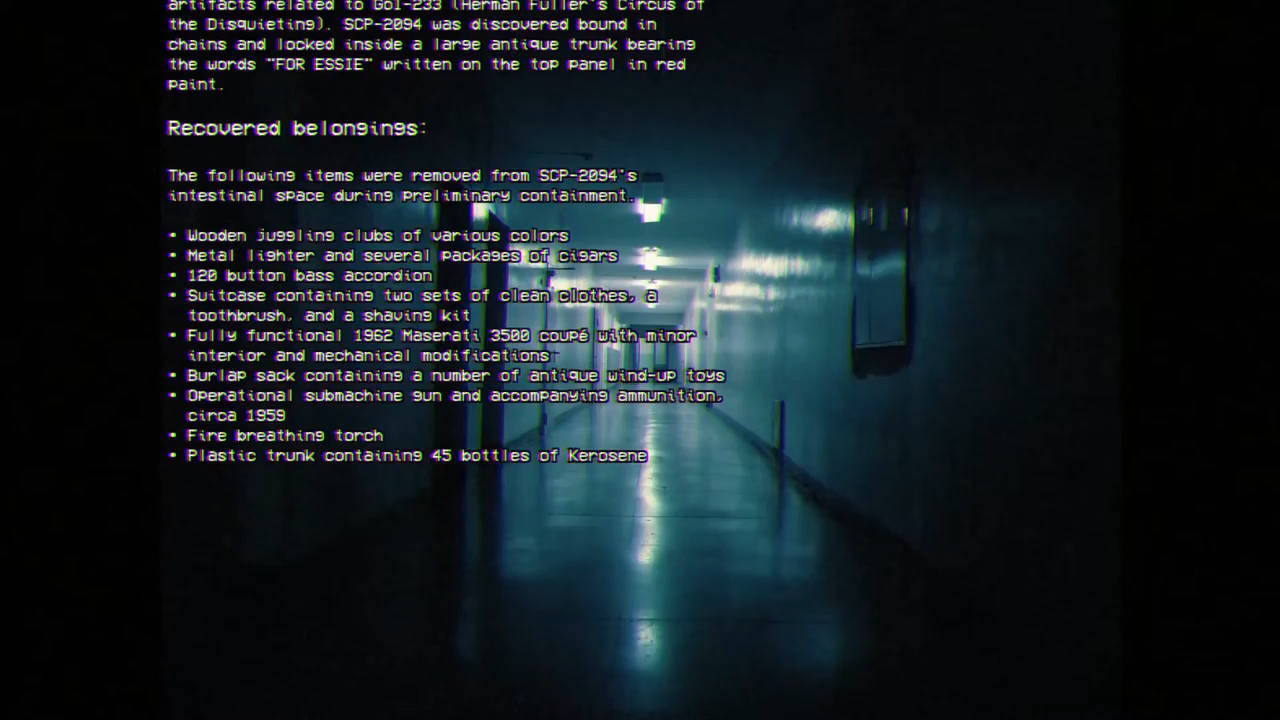 artifacts related to GoI-233 (Herman Fuller's Circus of
the Disquieting). SCP-2094 was discovered bound in
chains and locked inside a large antique trunk bearing
the words "FOR ESSIE" written on the top panel in red
paint.
Recovered belongings:
The following items were removed from SCP-2094's
intestinal space during preliminary containment.
• Wooden juggling clubs of various colors
• Metal lighter and several packages of cigars
• 120 button bass accordion
• Suitcase containing two sets of clean clothes, a
toothbrush, and a shaving kit
• Fully functional 1962 Maserati 3500 coupé with minor
interior and mechanical modifications
• Burlap sack containing a number of antique wind-up toys
• Operational submachine gun and accompanying ammunition,
circa 1959
• Fire breathing torch
• Plastic trunk containing 45 bottles of Kerosene